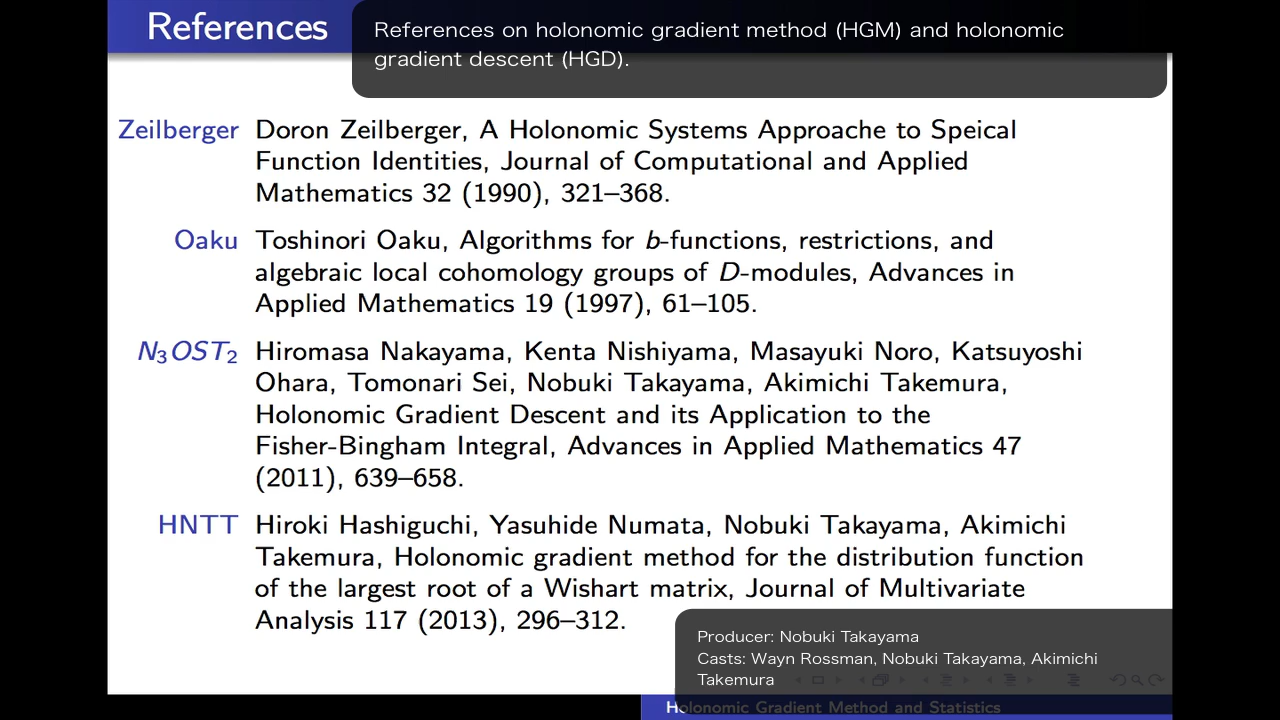 References
References on holonomic gradient method (HGM) and holonomic
gradient descent (HGD).
Zeilberger Doron Zeilberger, A Holonomic Systems Approache to Speical
Function Identities, Journal of Computational and Applied
Mathematics 32 (1990), 321–368.
Oaku Toshinori Oaku, Algorithms for b-functions, restrictions, and
algebraic local cohomology groups of D-modules, Advances in
Applied Mathematics 19 (1997), 61–105.
N₃OST₂ Hiromasa Nakayama, Kenta Nishiyama, Masayuki Noro, Katsuyoshi
Ohara, Tomonari Sei, Nobuki Takayama, Akimichi Takemura,
Holonomic Gradient Descent and its Application to the
Fisher-Bingham Integral, Advances in Applied Mathematics 47
(2011), 639–658.
HNTT Hiroki Hashiguchi, Yasuhide Numata, Nobuki Takayama, Akimichi
Takemura, Holonomic gradient method for the distribution function
of the largest root of a Wishart matrix, Journal of Multivariate
Analysis 117 (2013), 296–312.
Producer: Nobuki Takayama
Casts: Wayn Rossman, Nobuki Takayama, Akimichi
Takemura
Holonomic Gradient Method and Statistics